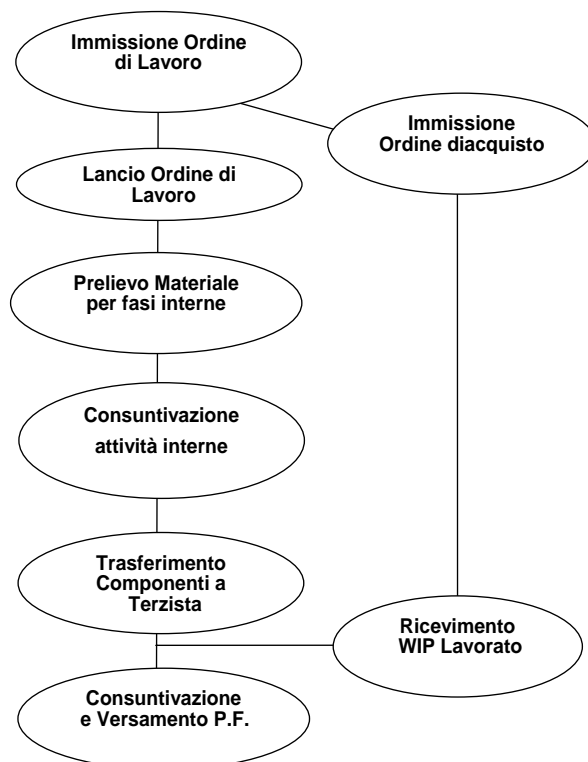 Immissione Ordine
di Lavoro
Immissione
Ordine diacquisto
Lancio Ordine di
Lavoro
Prelievo Materiale
per fasi interne
Consuntivazione
attività interne
Trasferimento
Componenti a
Terzista
Ricevimento
WIP Lavorato
Consuntivazione
e Versamento P.F.